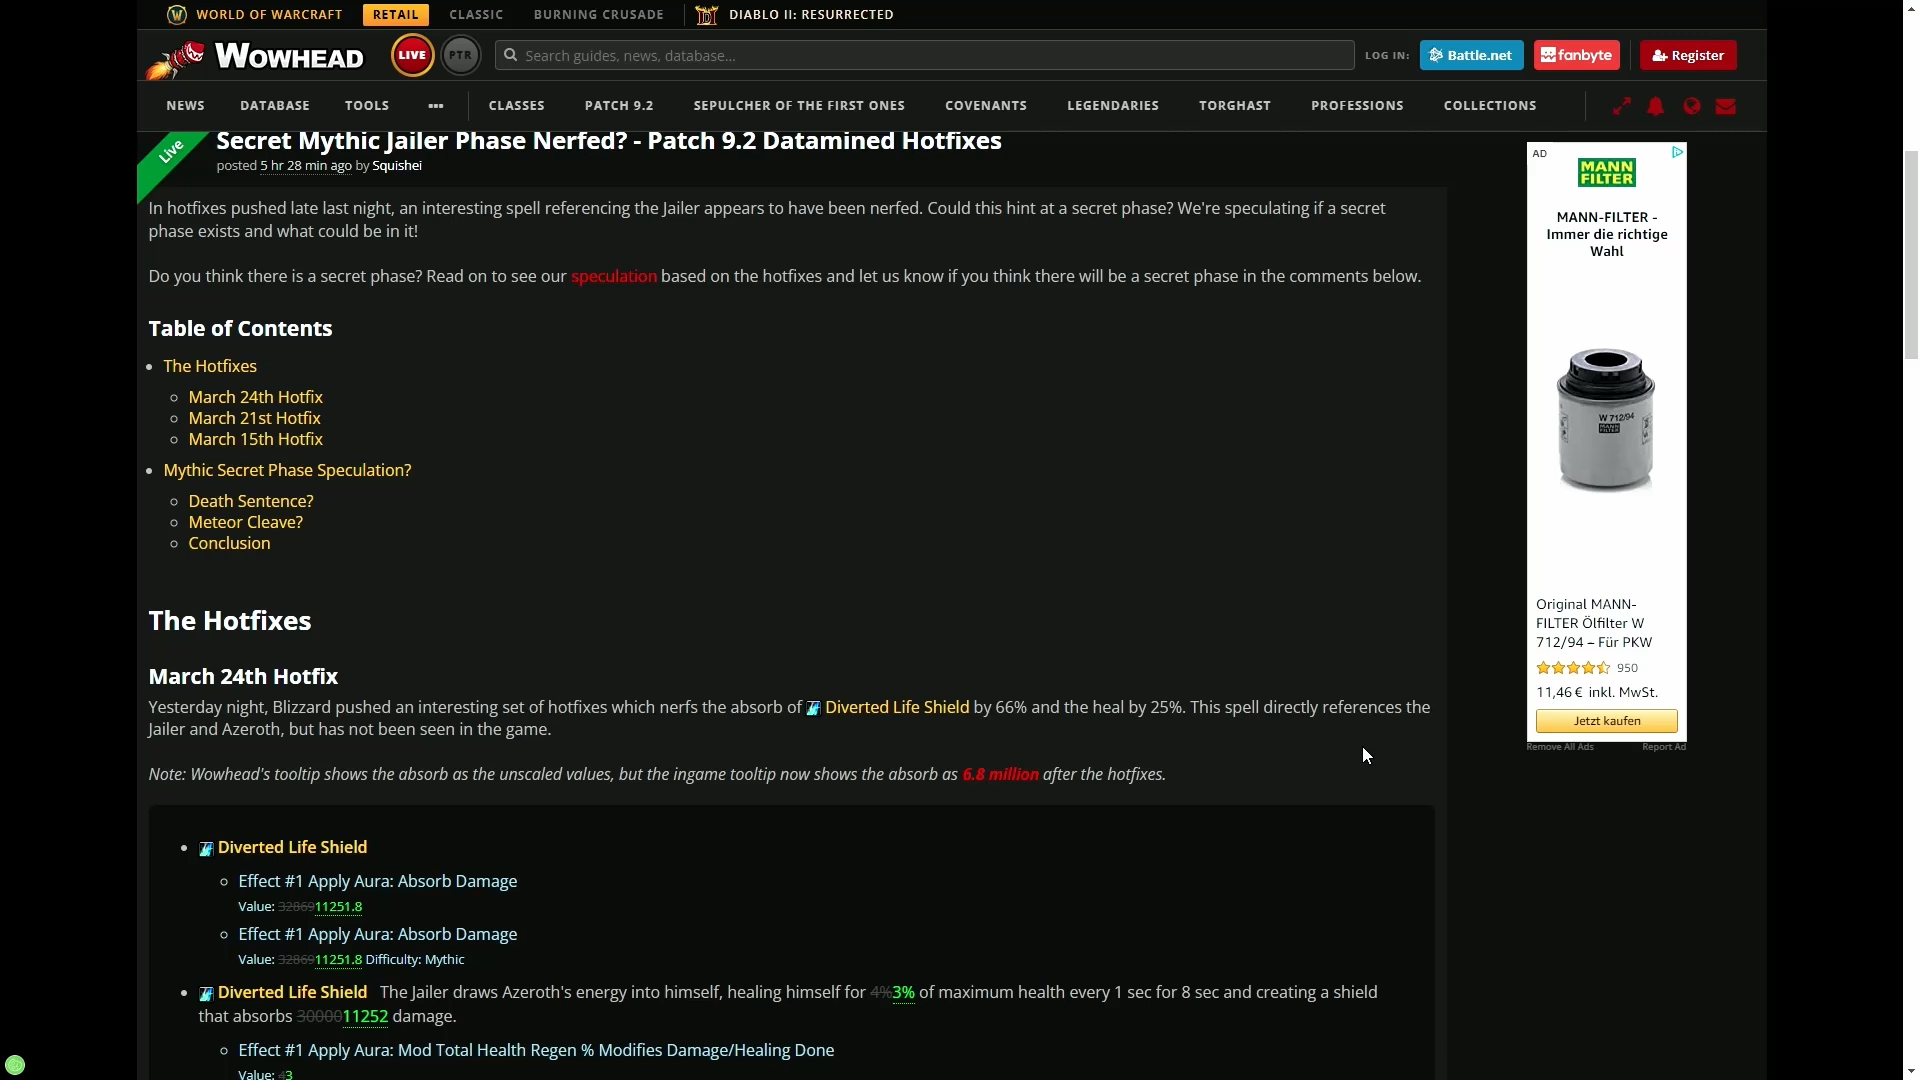 WORLD OF WARCRAFT RETAIL CLASSIC BURNING CRUSADE DIABLO II: RESURRECTED
WOWHEAD LIVE PTR Search guides, news, database... LOG IN: Battle.net fanbyte Register
NEWS DATABASE TOOLS ••• CLASSES PATCH 9.2 SEPULCHER OF THE FIRST ONES COVENANTS LEGENDARIES TORGHAST PROFESSIONS COLLECTIONS
Live
Secret Mythic Jailer Phase Nerfed? - Patch 9.2 Datamined Hotfixes
posted 5 hr 28 min ago by Squishei
In hotfixes pushed late last night, an interesting spell referencing the Jailer appears to have been nerfed. Could this hint at a secret phase? We're speculating if a secret
phase exists and what could be in it!
Do you think there is a secret phase? Read on to see our speculation based on the hotfixes and let us know if you think there will be a secret phase in the comments below.
Table of Contents
• The Hotfixes
◦ March 24th Hotfix
◦ March 21st Hotfix
◦ March 15th Hotfix
• Mythic Secret Phase Speculation?
◦ Death Sentence?
◦ Meteor Cleave?
◦ Conclusion
The Hotfixes
March 24th Hotfix
Yesterday night, Blizzard pushed an interesting set of hotfixes which nerfs the absorb of Diverted Life Shield by 66% and the heal by 25%. This spell directly references the
Jailer and Azeroth, but has not been seen in the game.
Note: Wowhead's tooltip shows the absorb as the unscaled values, but the ingame tooltip now shows the absorb as 6.8 million after the hotfixes.
• Diverted Life Shield
◦ Effect #1 Apply Aura: Absorb Damage
Value: 3286911251.8
◦ Effect #1 Apply Aura: Absorb Damage
Value: 3286911251.8 Difficulty: Mythic
• Diverted Life Shield The Jailer draws Azeroth's energy into himself, healing himself for 4%3% of maximum health every 1 sec for 8 sec and creating a shield
that absorbs 3000011252 damage.
◦ Effect #1 Apply Aura: Mod Total Health Regen % Modifies Damage/Healing Done
Value: 43
AD
MANN
FILTER
MANN-FILTER -
Immer die richtige
Wahl
W 712/94
MANN
FILTER
Original MANN-
FILTER Ölfilter W
712/94 – Für PKW
950
11,46 € inkl. MwSt.
Jetzt kaufen
Remove All Ads Report Ad